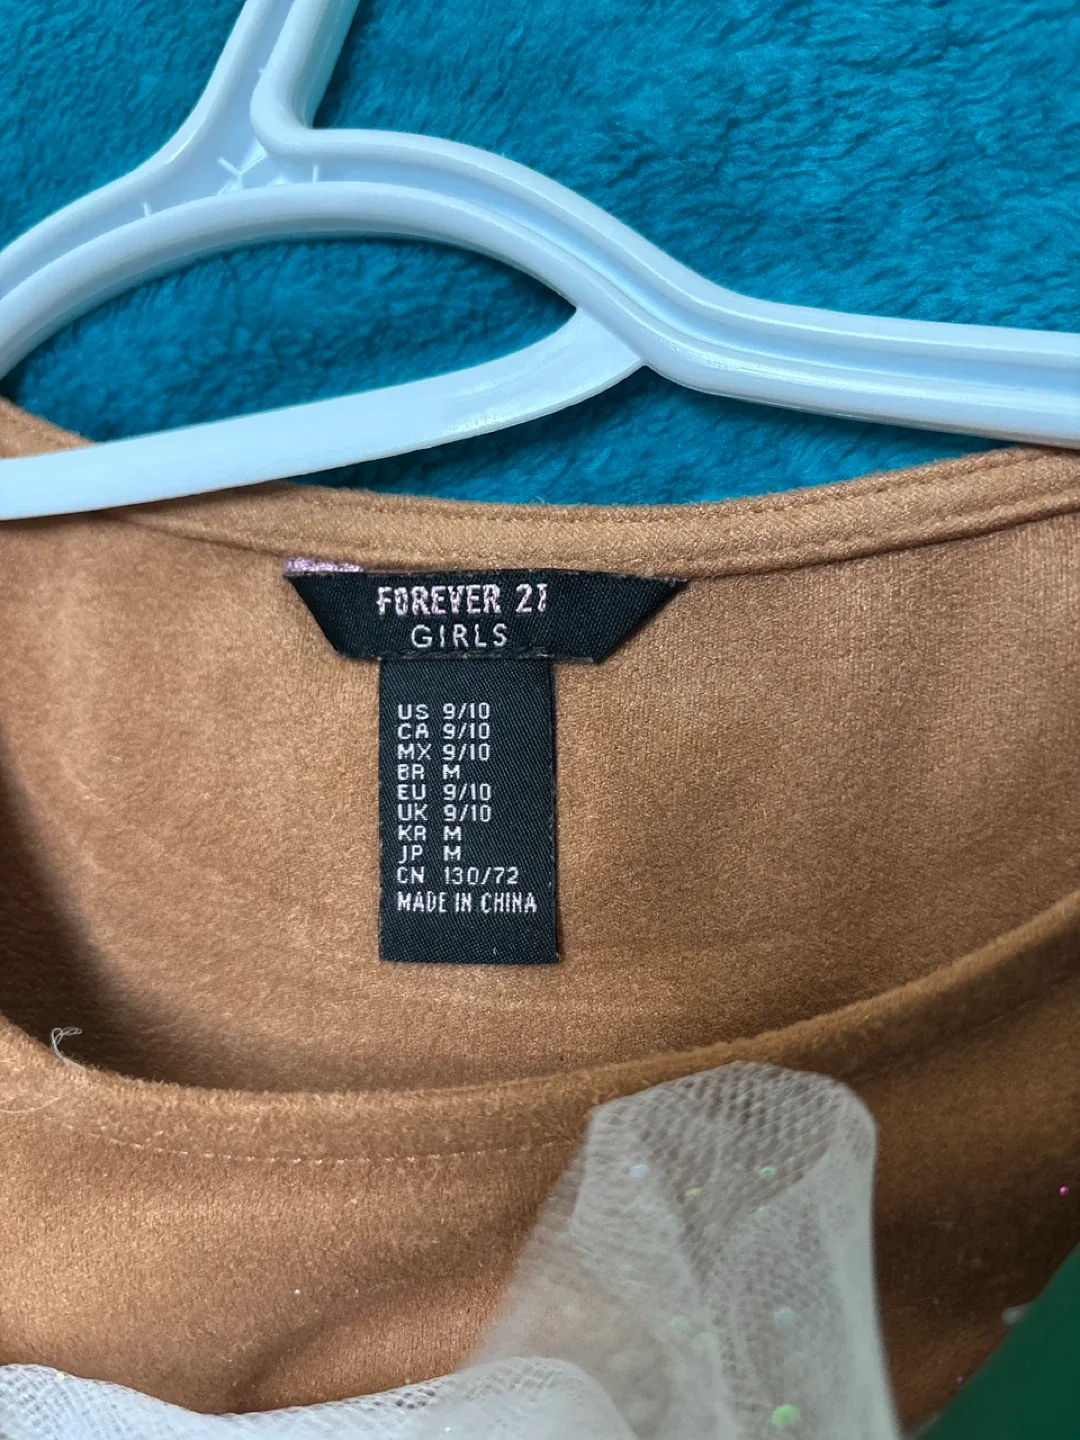 FOREVER 21
GIRLS
US 9/10
CA 9/10
MX 9/10
BR M
EU 9/10
UK 9/10
KR M
JP M
CN 130/72
MADE IN CHINA